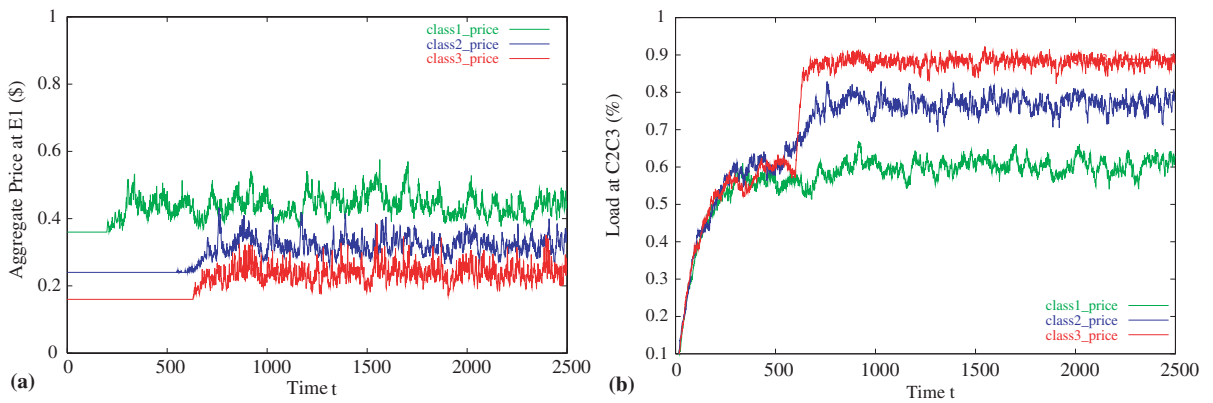 1
0.8
0.6
0.4
0.2
0
Aggregate Price at E1 ($)
class1_price
class2_price
class3_price
0 500 1000 1500 2000 2500
Time t
(a)
1
0.9
0.8
0.7
0.6
0.5
0.4
0.3
0.2
0.1
Load at C2C3 (%)
class1_price
class2_price
class3_price
0 500 1000 1500 2000 2500
Time t
(b)